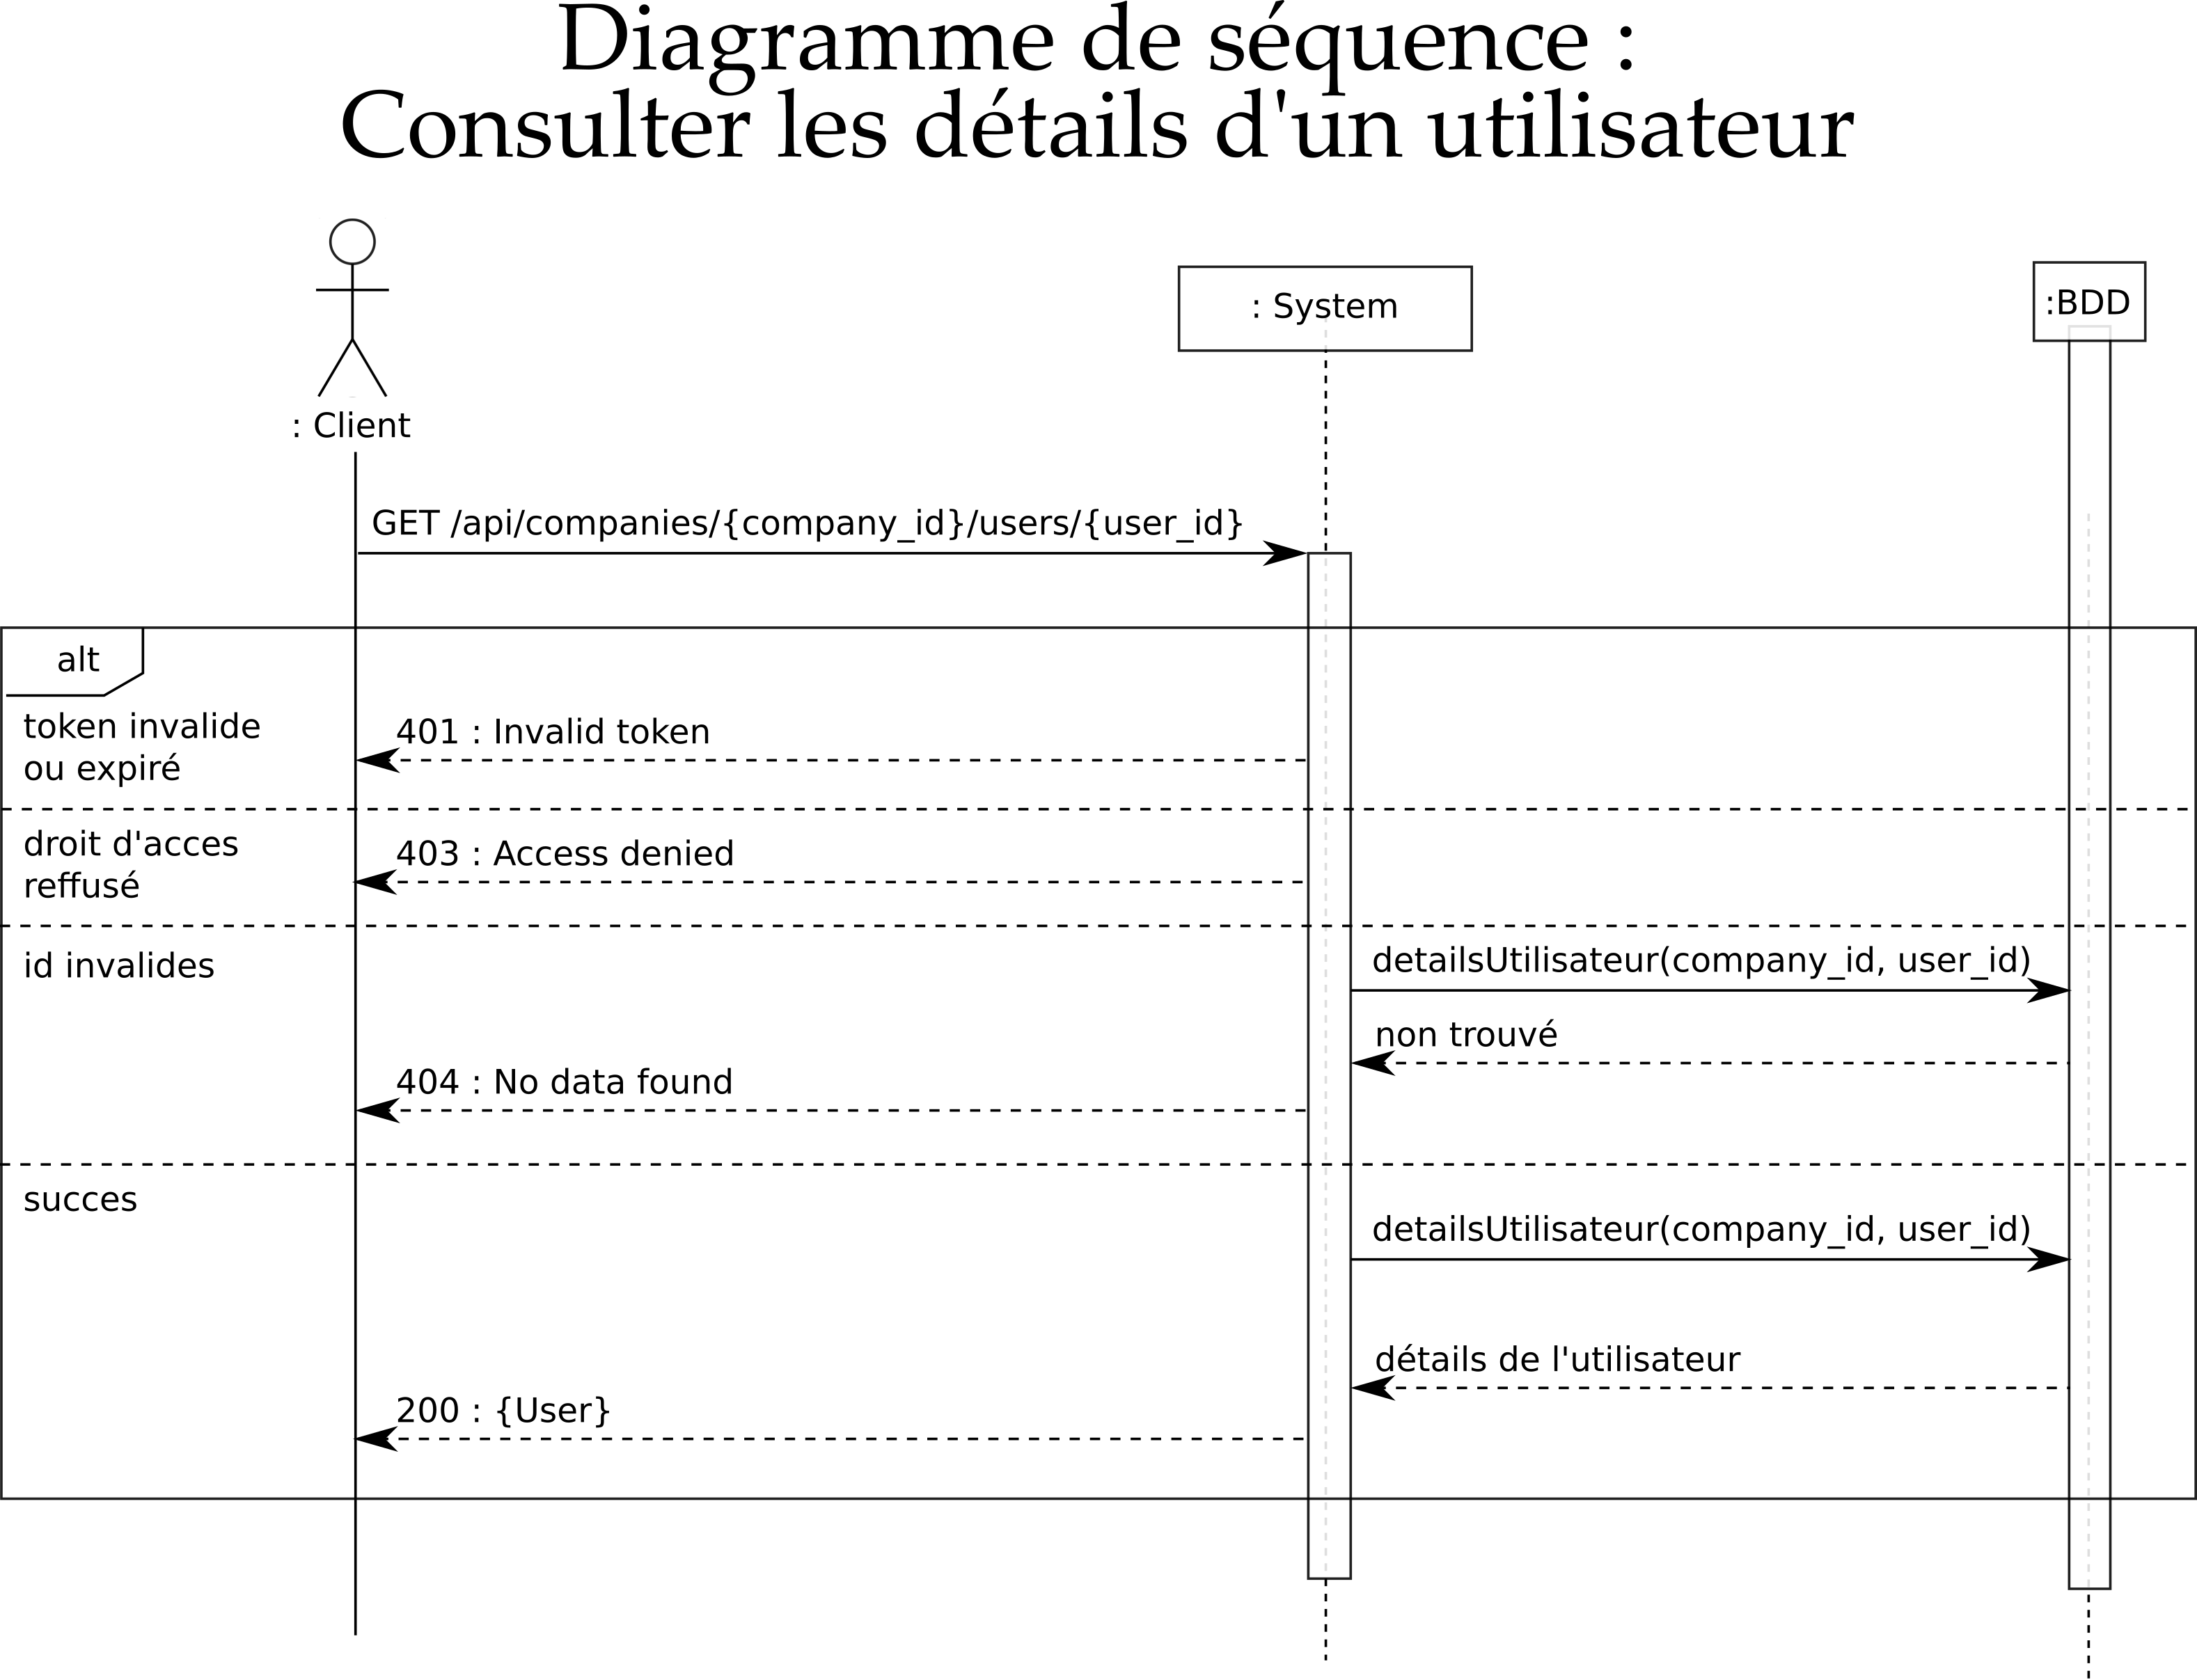 Diagramme de séquence :
Consulter les détails d'un utilisateur
: System
:BDD
: Client
GET /api/companies/{company_id}/users/{user_id}
alt
token invalide
ou expiré
401 : Invalid token
droit d'acces
reffusé
403 : Access denied
id invalides
detailsUtilisateur(company_id, user_id)
non trouvé
404 : No data found
succes
detailsUtilisateur(company_id, user_id)
détails de l'utilisateur
200 : {User}